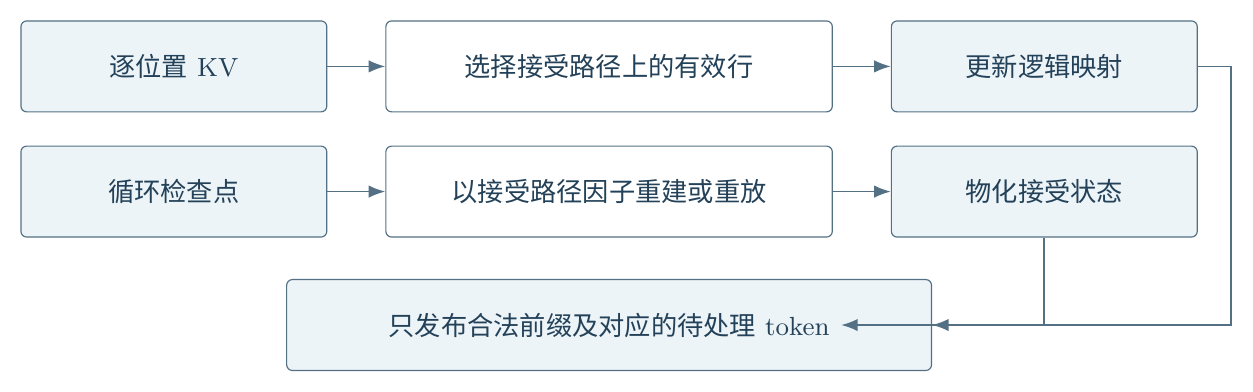 逐位置 KV
选择接受路径上的有效行
更新逻辑映射
循环检查点
以接受路径因子重建或重放
物化接受状态
只发布合法前缀及对应的待处理 token